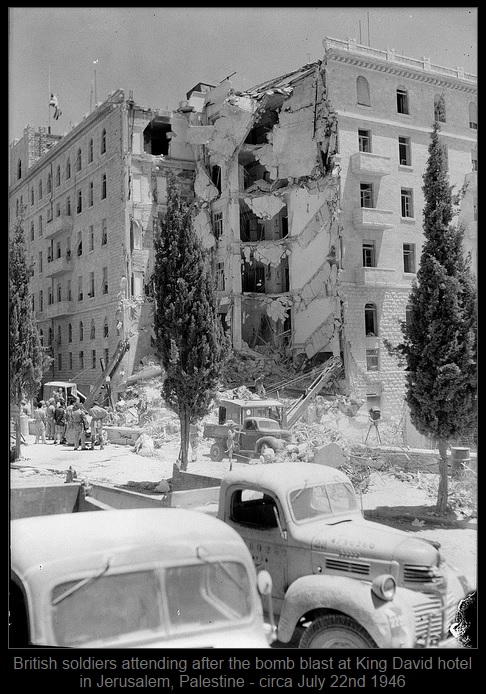 British soldiers attending after the bomb blast at King David hotel
in Jerusalem, Palestine - circa July 22nd 1946